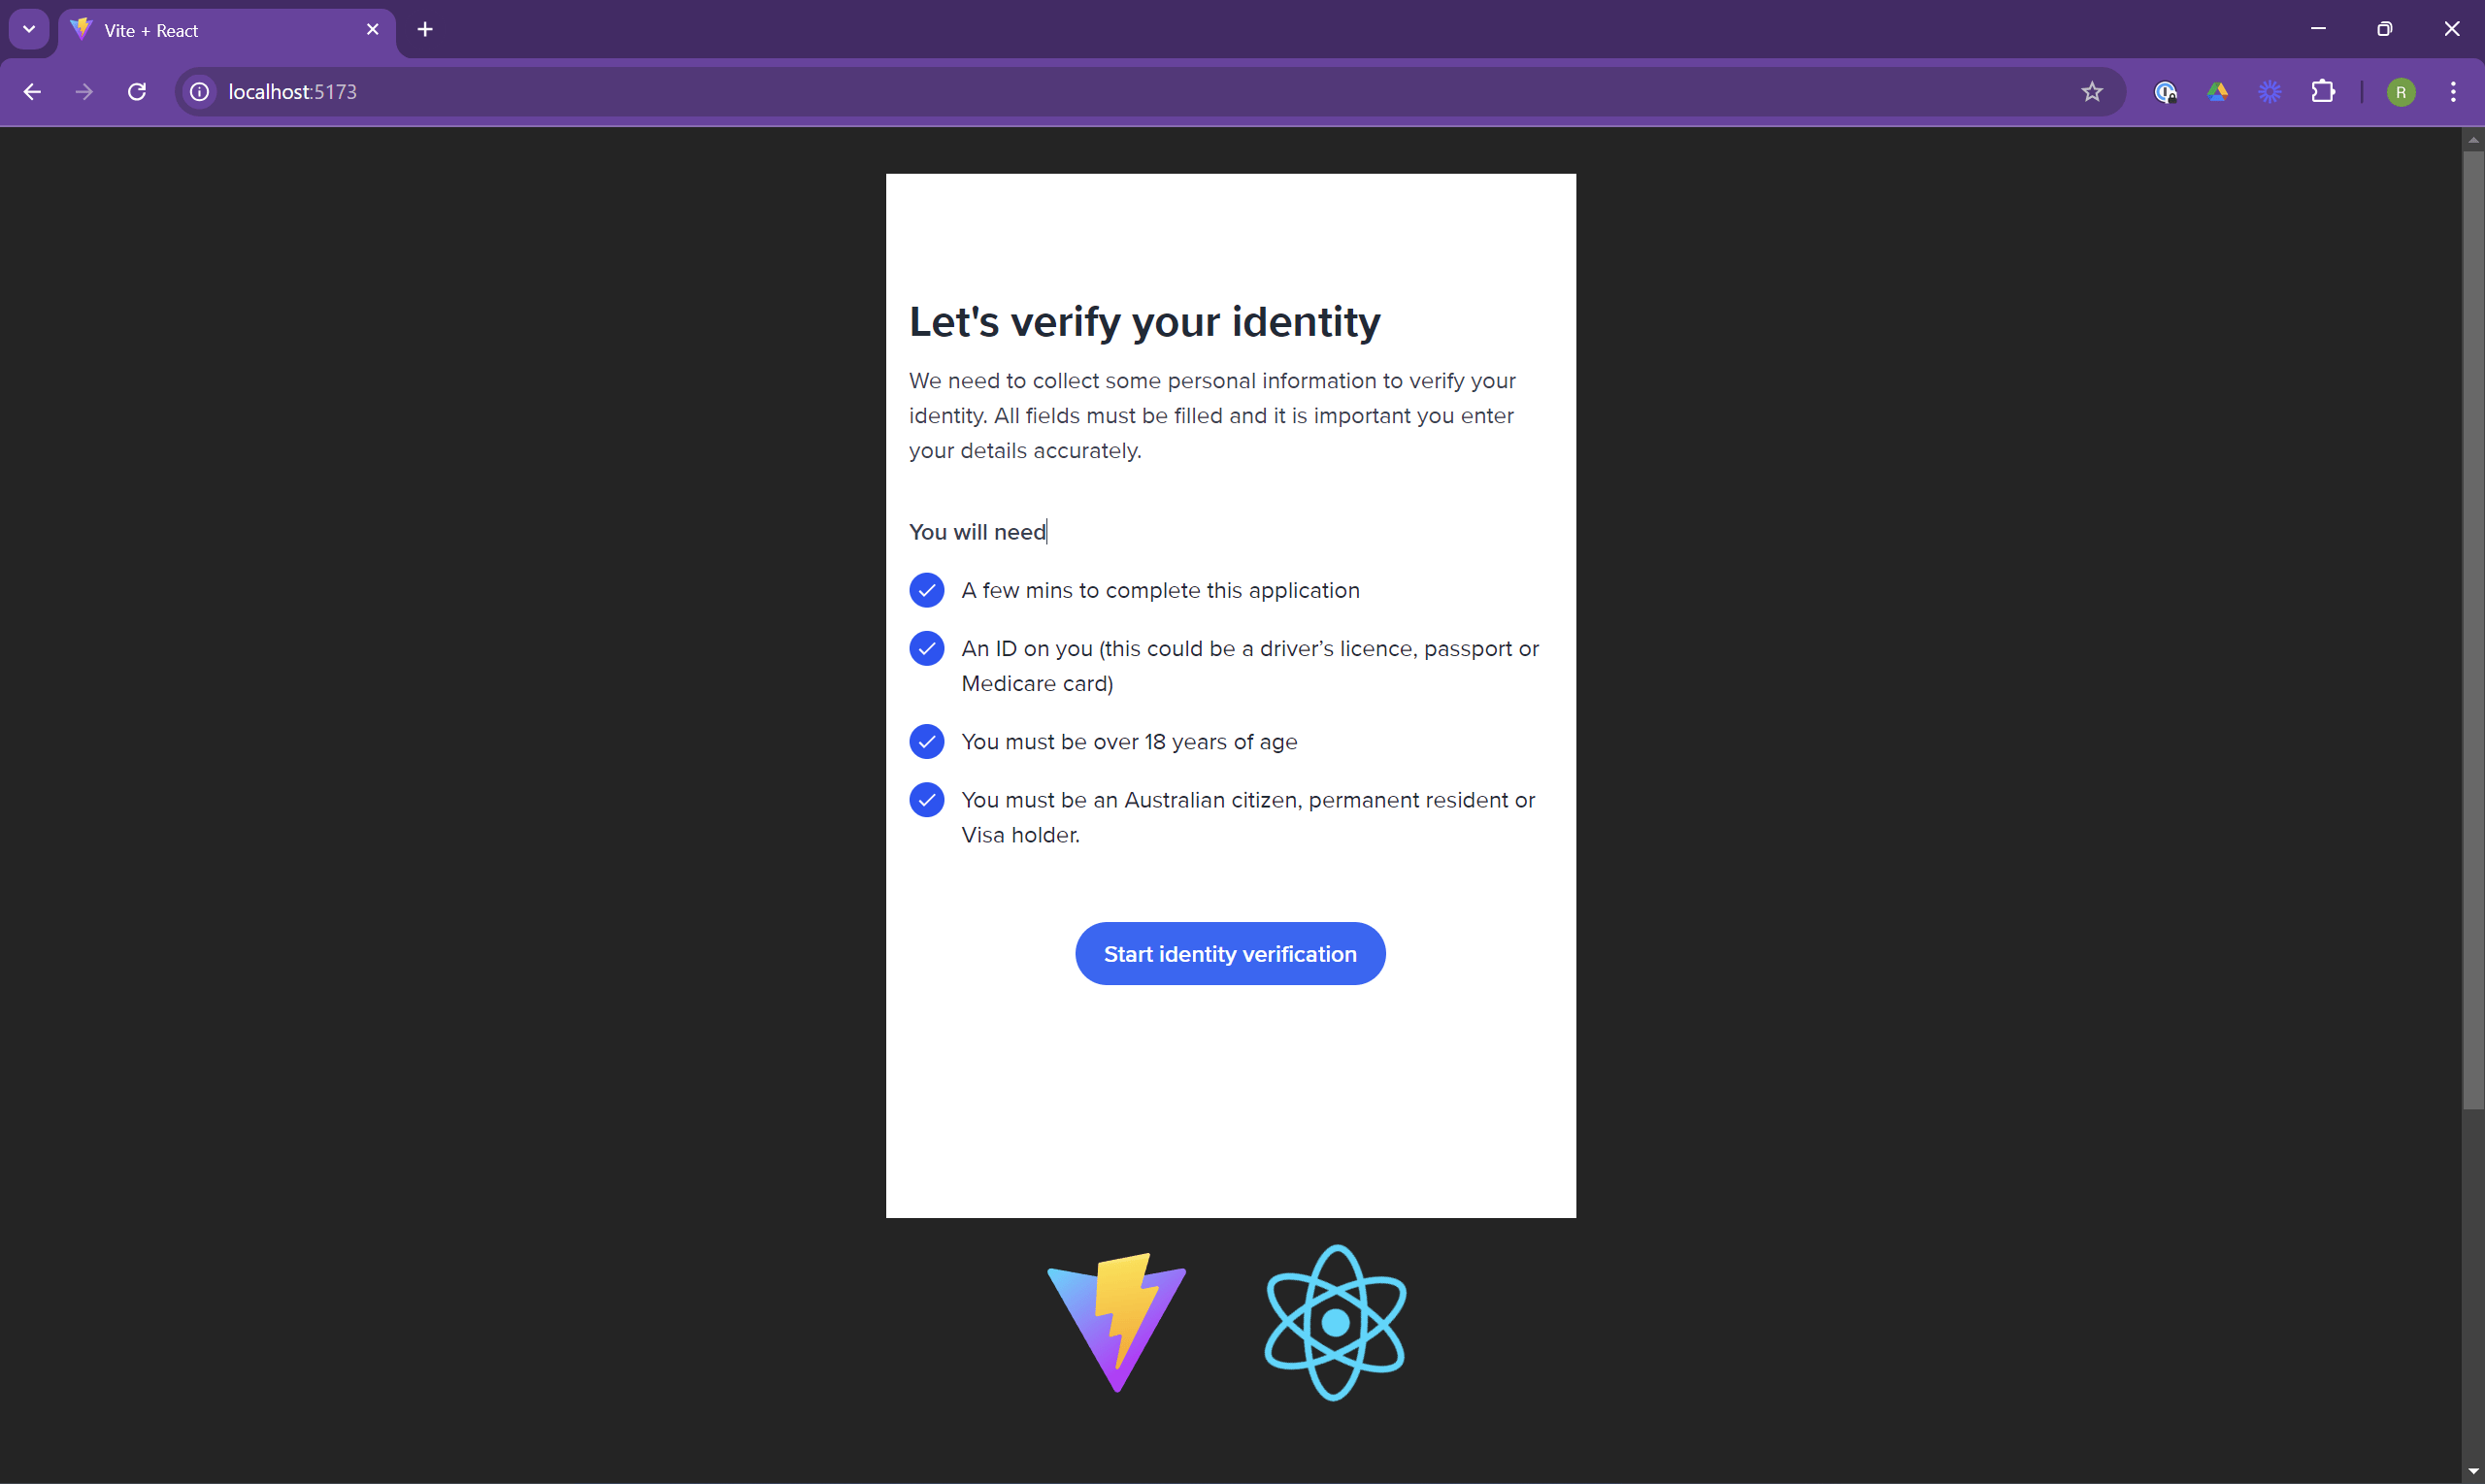 Vite + React
localhost:5173
R
Let's verify your identity
We need to collect some personal information to verify your
identity. All fields must be filled and it is important you enter
your details accurately.
You will need
A few mins to complete this application
An ID on you (this could be a driver’s licence, passport or
Medicare card)
You must be over 18 years of age
You must be an Australian citizen, permanent resident or
Visa holder.
Start identity verification